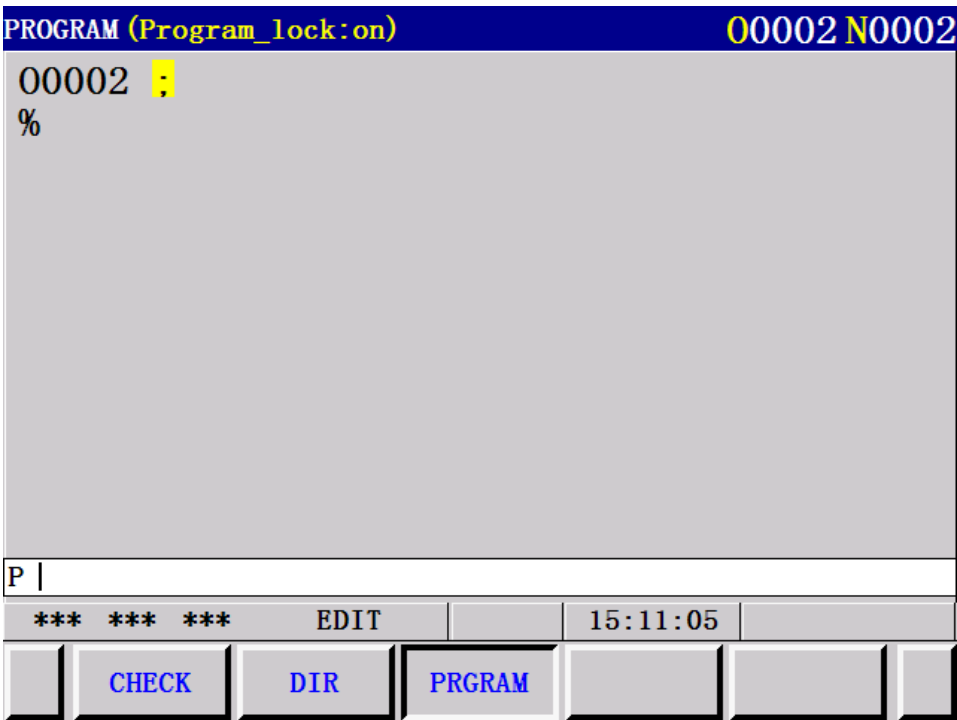 PROGRAM (Program_lock:on) O0002 N0002
O0002 ;
%
P
*** *** *** EDIT 15:11:05
CHECK DIR PRGRAM